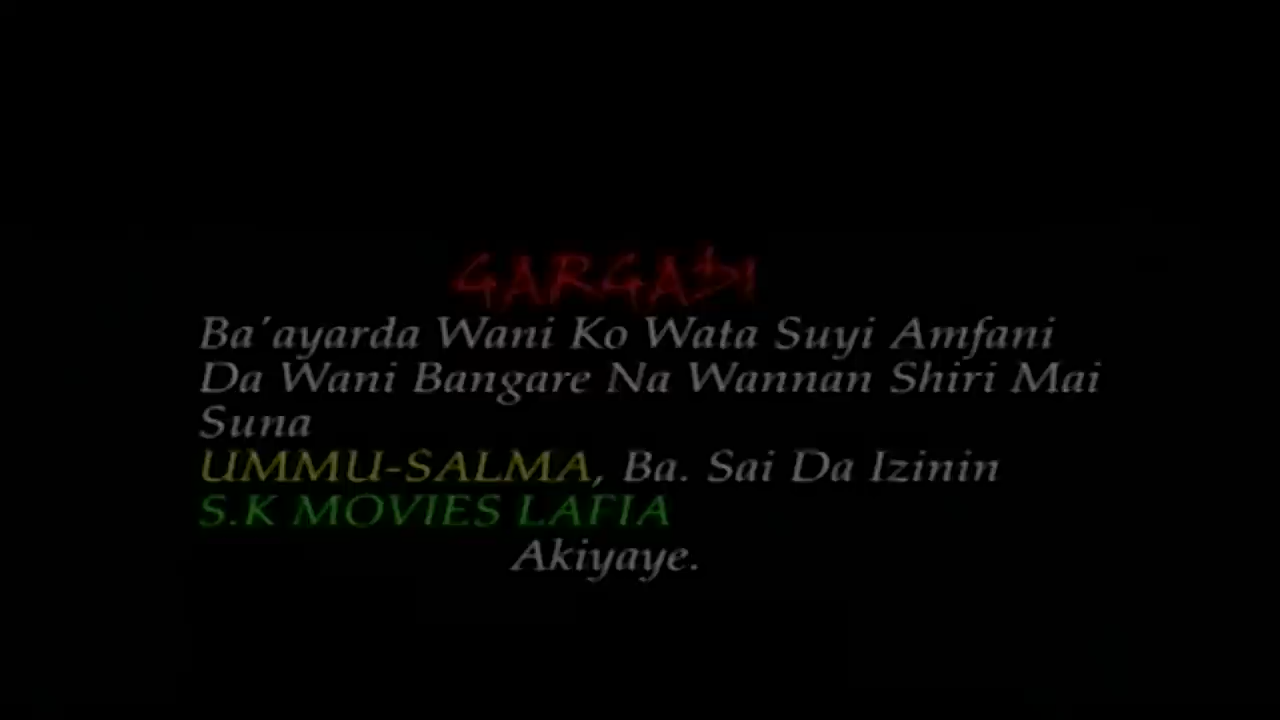 GARGADI
Ba'ayarda Wani Ko Wata Suyi Amfani
Da Wani Bangare Na Wannan Shiri Mai
Suna
UMMU-SALMA, Ba. Sai Da Izinin
S.K MOVIES LAFIA
Akiyaye.